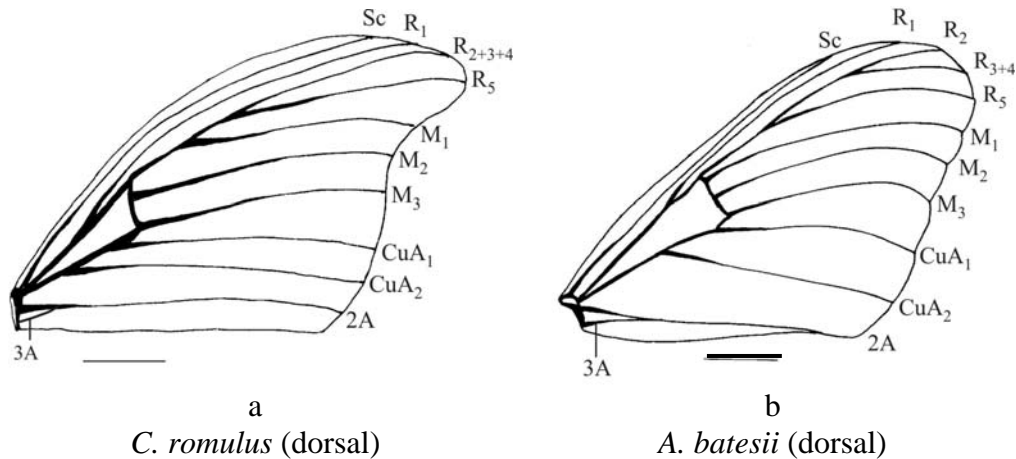 Sc
R1
R2+3+4
R5
M1
M2
M3
CuA1
CuA2
2A
3A
Sc
R1
R2
R3+4
R5
M1
M2
M3
CuA1
CuA2
2A
3A
a
C. romulus (dorsal)
b
A. batesii (dorsal)